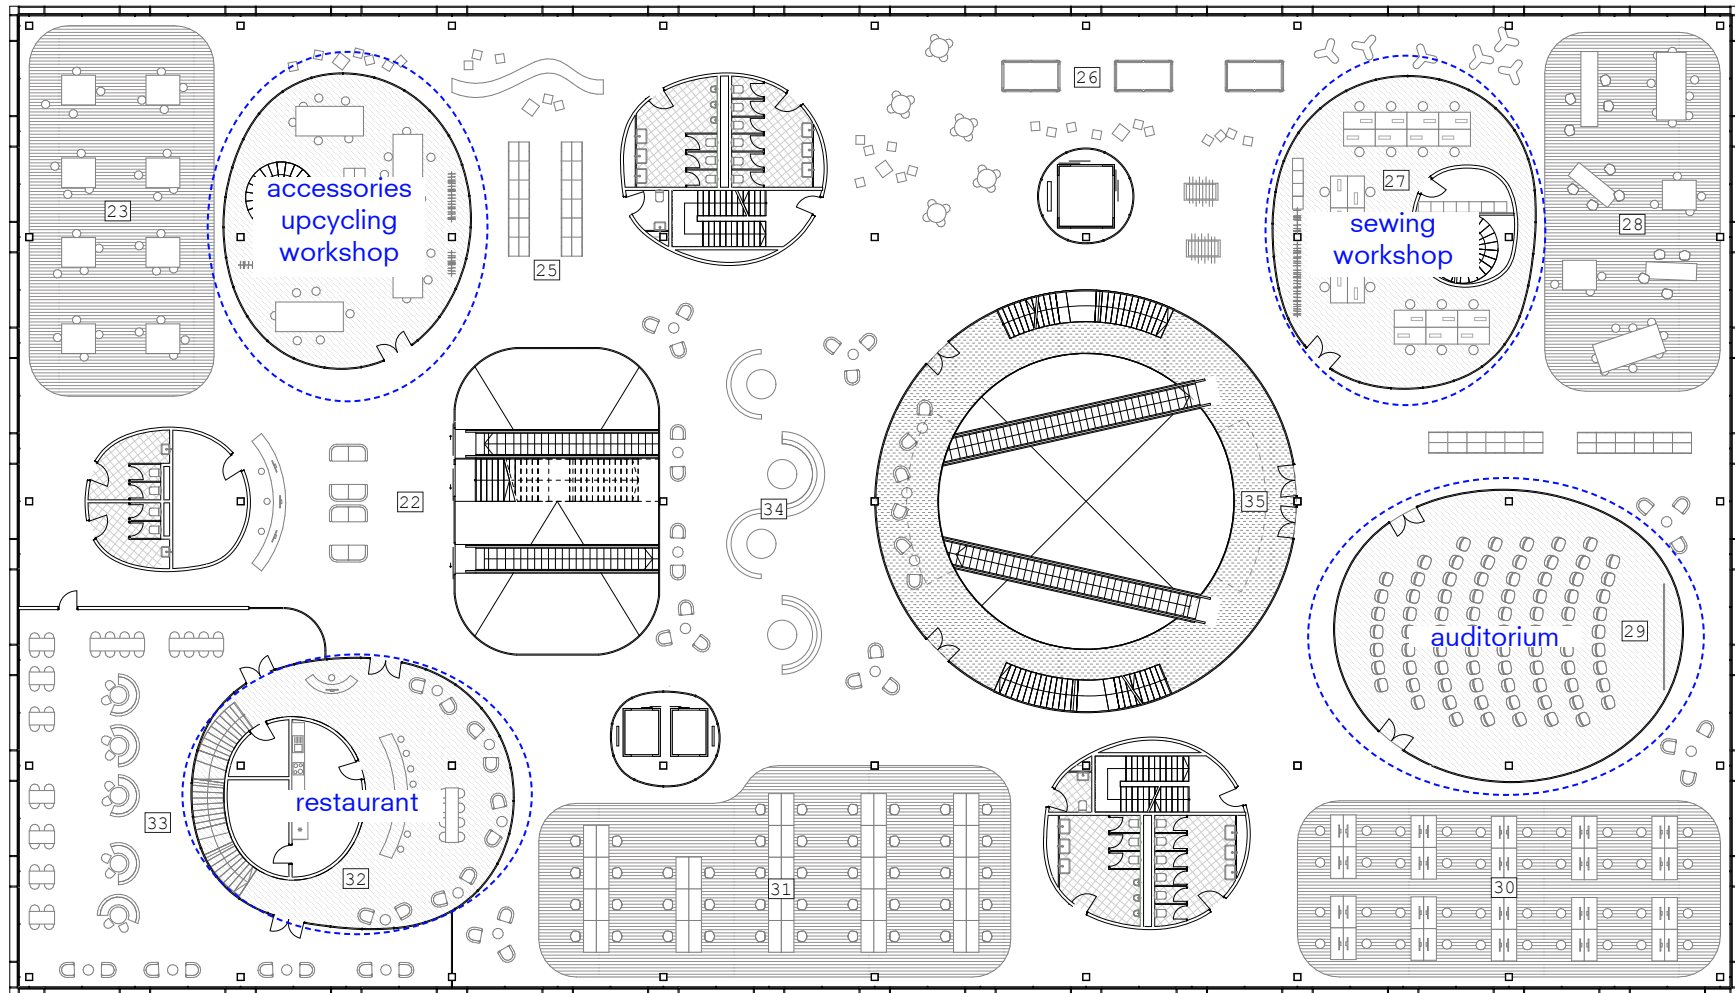 26
accessories
upcycling
workshop
27
23
sewing
workshop
28
25
22
34
35
auditorium
29
restaurant
33
32
31
30